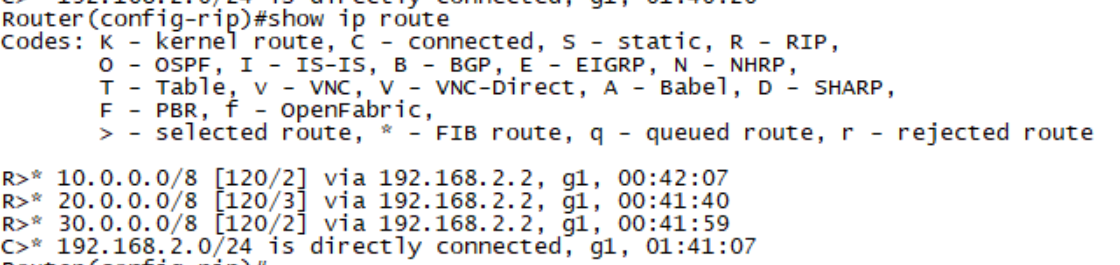 C>* 192.168.2.0/24 is directly connected, g1, 01:40:26
Router(config-rip)#show ip route
Codes: K - kernel route, C - connected, S - static, R - RIP,
       O - OSPF, I - IS-IS, B - BGP, E - EIGRP, N - NHRP,
       T - Table, v - VNC, V - VNC-Direct, A - Babel, D - SHARP,
       F - PBR, f - OpenFabric,
       > - selected route, * - FIB route, q - queued route, r - rejected route
R>* 10.0.0.0/8 [120/2] via 192.168.2.2, g1, 00:42:07
R>* 20.0.0.0/8 [120/3] via 192.168.2.2, g1, 00:41:40
R>* 30.0.0.0/8 [120/2] via 192.168.2.2, g1, 00:41:59
C>* 192.168.2.0/24 is directly connected, g1, 01:41:07
Router(config-rip)#